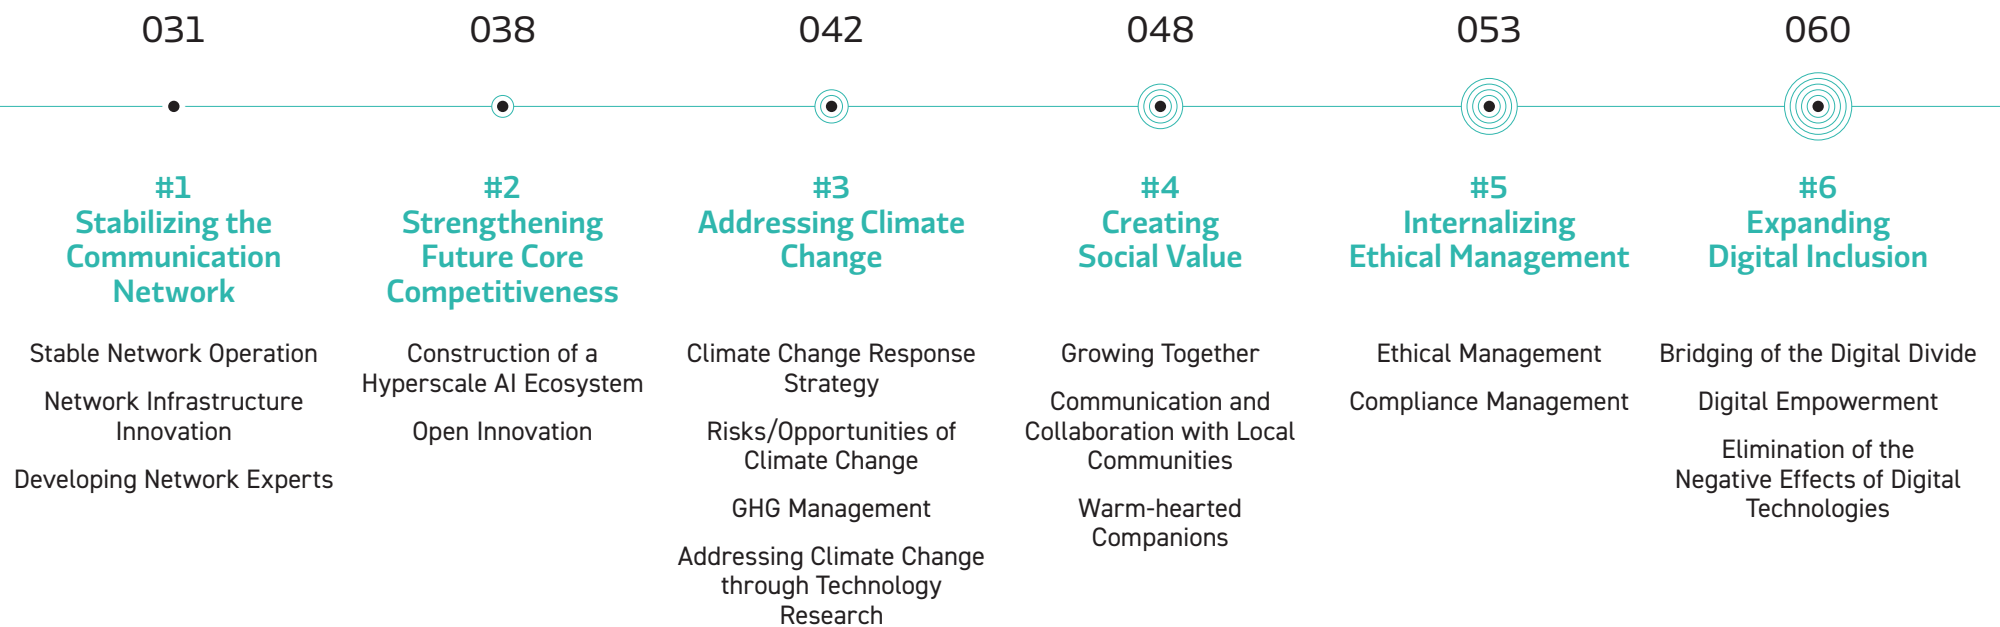 031
#1
Stabilizing the
Communication
Network
Stable Network Operation
Network Infrastructure
Innovation
Developing Network Experts
038
#2
Strengthening
Future Core
Competitiveness
Construction of a
Hyperscale AI Ecosystem
Open Innovation
042
#3
Addressing Climate
Change
Climate Change Response
Strategy
Risks/Opportunities of
Climate Change
GHG Management
Addressing Climate Change
through Technology
Research
048
#4
Creating
Social Value
Growing Together
Communication and
Collaboration with Local
Communities
Warm-hearted
Companions
053
#5
Internalizing
Ethical Management
Ethical Management
Compliance Management
060
#6
Expanding
Digital Inclusion
Bridging of the Digital Divide
Digital Empowerment
Elimination of the
Negative Effects of Digital
Technologies